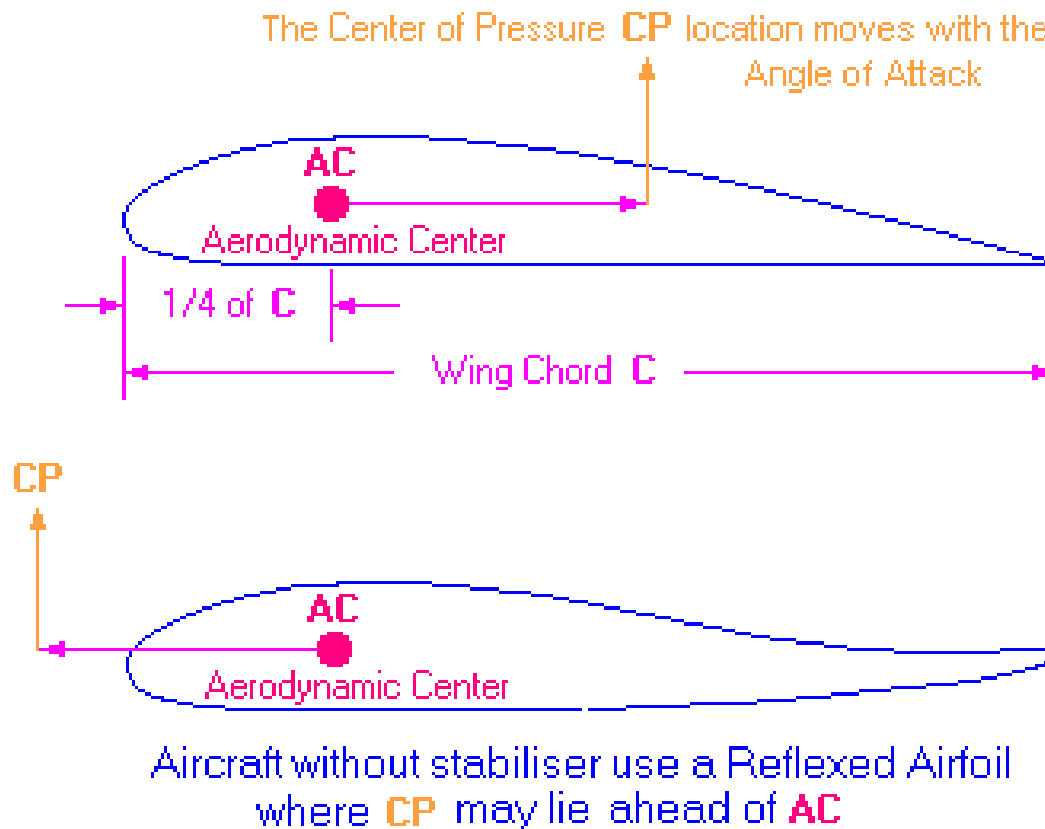 The Center of Pressure CP location moves with the
Angle of Attack
AC
Aerodynamic Center
1/4 of C
Wing Chord C
CP
AC
Aerodynamic Center
Aircraft without stabiliser use a Reflexed Airfoil
where CP may lie ahead of AC